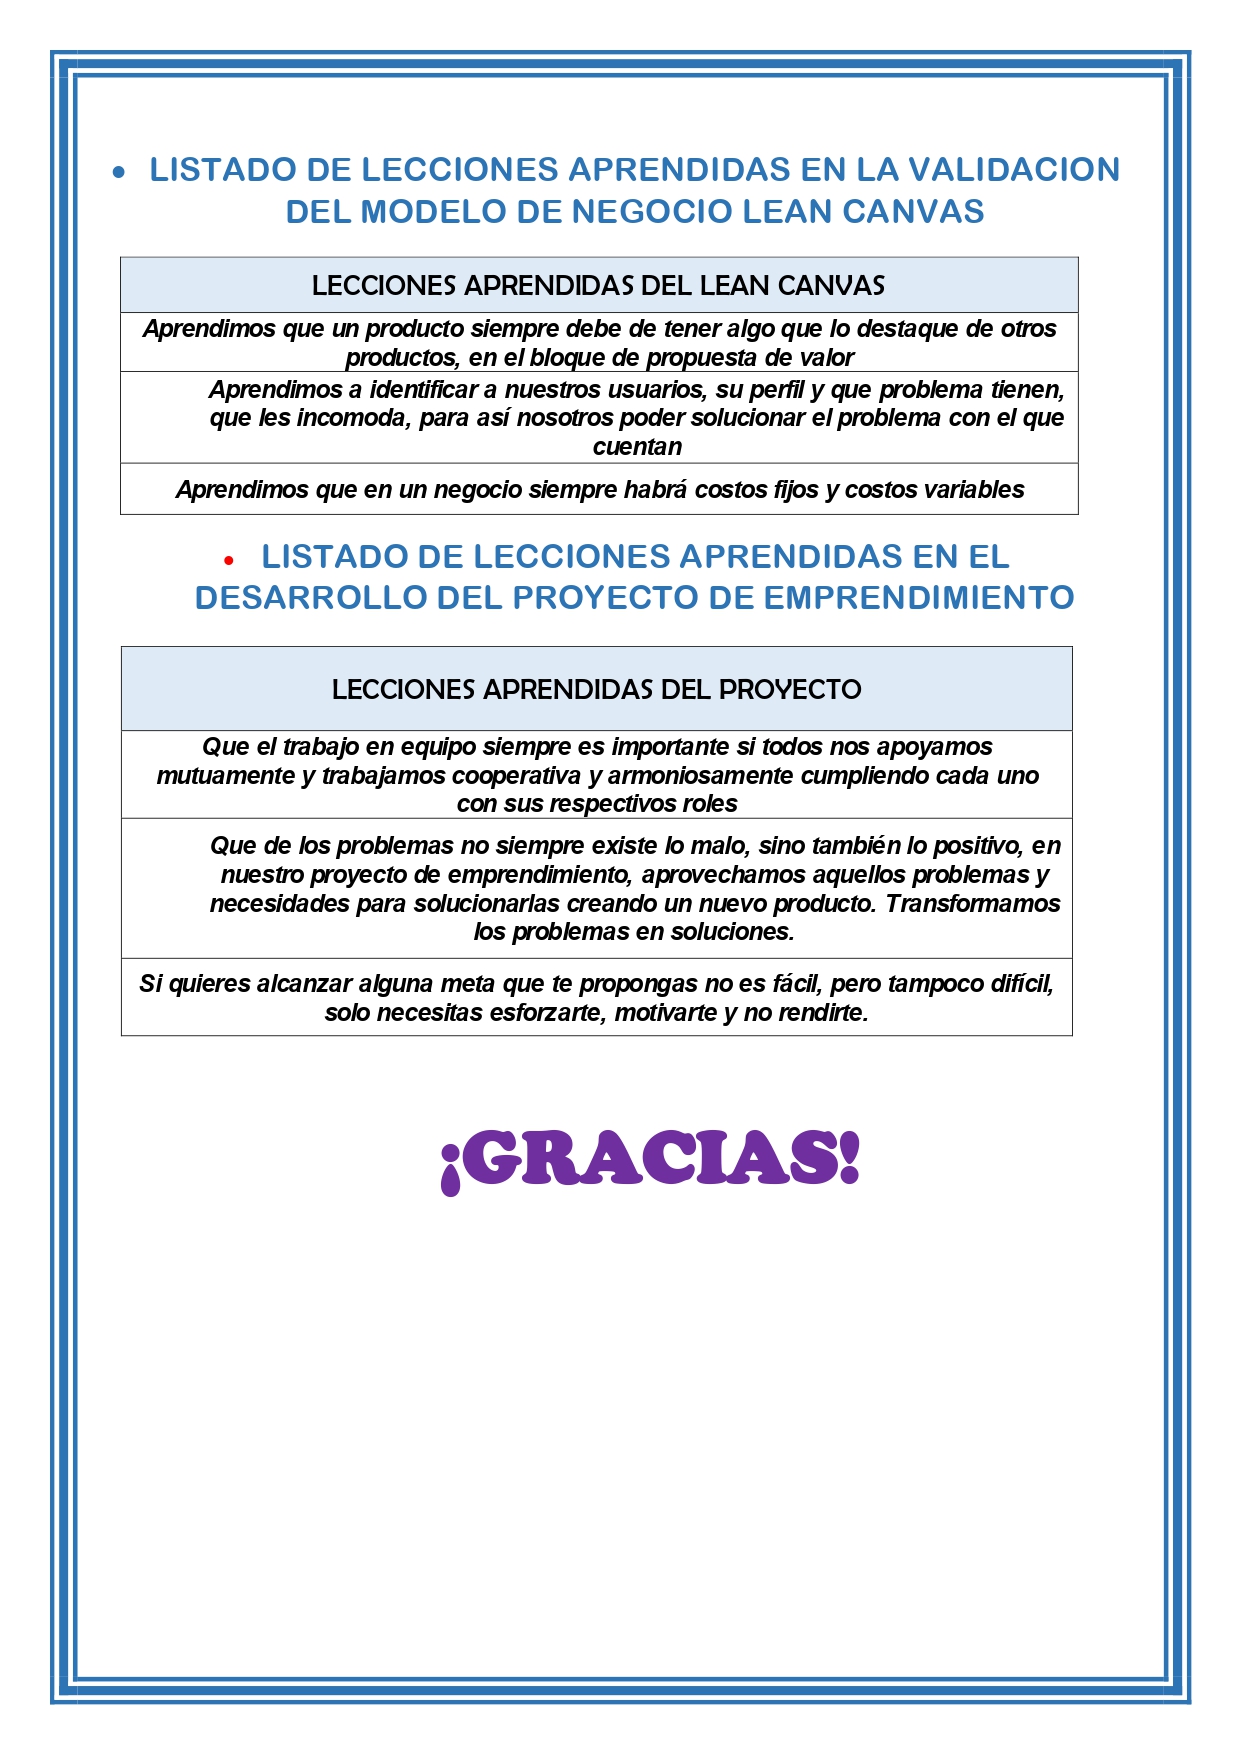 • LISTADO DE LECCIONES APRENDIDAS EN LA VALIDACION
DEL MODELO DE NEGOCIO LEAN CANVAS
LECCIONES APRENDIDAS DEL LEAN CANVAS
Aprendimos que un producto siempre debe de tener algo que lo destaque de otros
productos, en el bloque de propuesta de valor
Aprendimos a identificar a nuestros usuarios, su perfil y que problema tienen,
que les incomoda, para así nosotros poder solucionar el problema con el que
cuentan
Aprendimos que en un negocio siempre habrá costos fijos y costos variables
• LISTADO DE LECCIONES APRENDIDAS EN EL
DESARROLLO DEL PROYECTO DE EMPRENDIMIENTO
LECCIONES APRENDIDAS DEL PROYECTO
Que el trabajo en equipo siempre es importante si todos nos apoyamos
mutuamente y trabajamos cooperativa y armoniosamente cumpliendo cada uno
con sus respectivos roles
Que de los problemas no siempre existe lo malo, sino también lo positivo, en
nuestro proyecto de emprendimiento, aprovechamos aquellos problemas y
necesidades para solucionarlas creando un nuevo producto. Transformamos
los problemas en soluciones.
Si quieres alcanzar alguna meta que te propongas no es fácil, pero tampoco difícil,
solo necesitas esforzarte, motivarte y no rendirte.
¡GRACIAS!